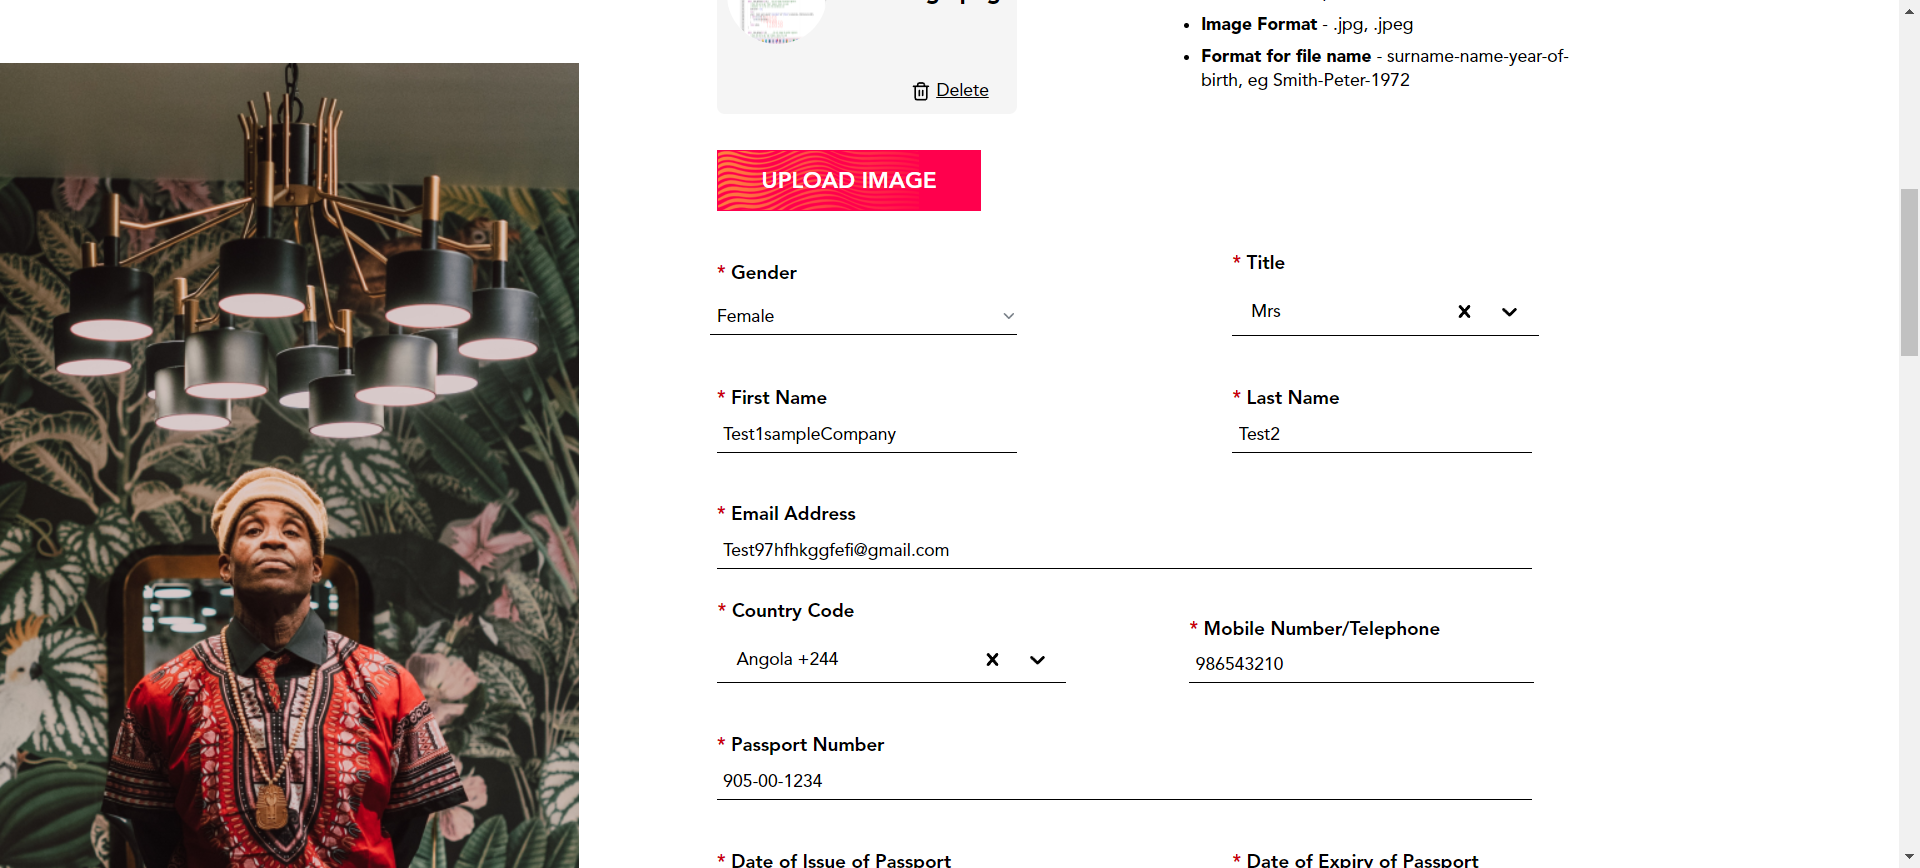 Image Format - .jpg, .jpeg
Format for file name - surname-name-year-of-
birth, eg Smith-Peter-1972
Delete
UPLOAD IMAGE
* Gender
* Title
Female
Mrs
* First Name
* Last Name
Test1sampleCompany
Test2
* Email Address
Test97hfhkggfefi@gmail.com
* Country Code
* Mobile Number/Telephone
Angola +244
986543210
* Passport Number
905-00-1234
* Date of Issue of Passport
* Date of Expiry of Passport